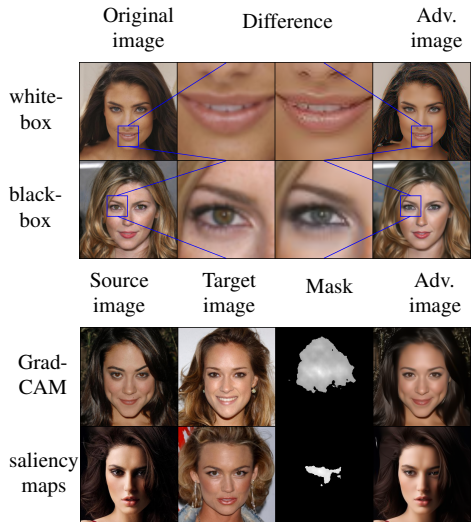 Original Difference Adv.
image image
white-
box
black-
box
Source Target Mask Adv.
image image image
Grad-
CAM
saliency
maps